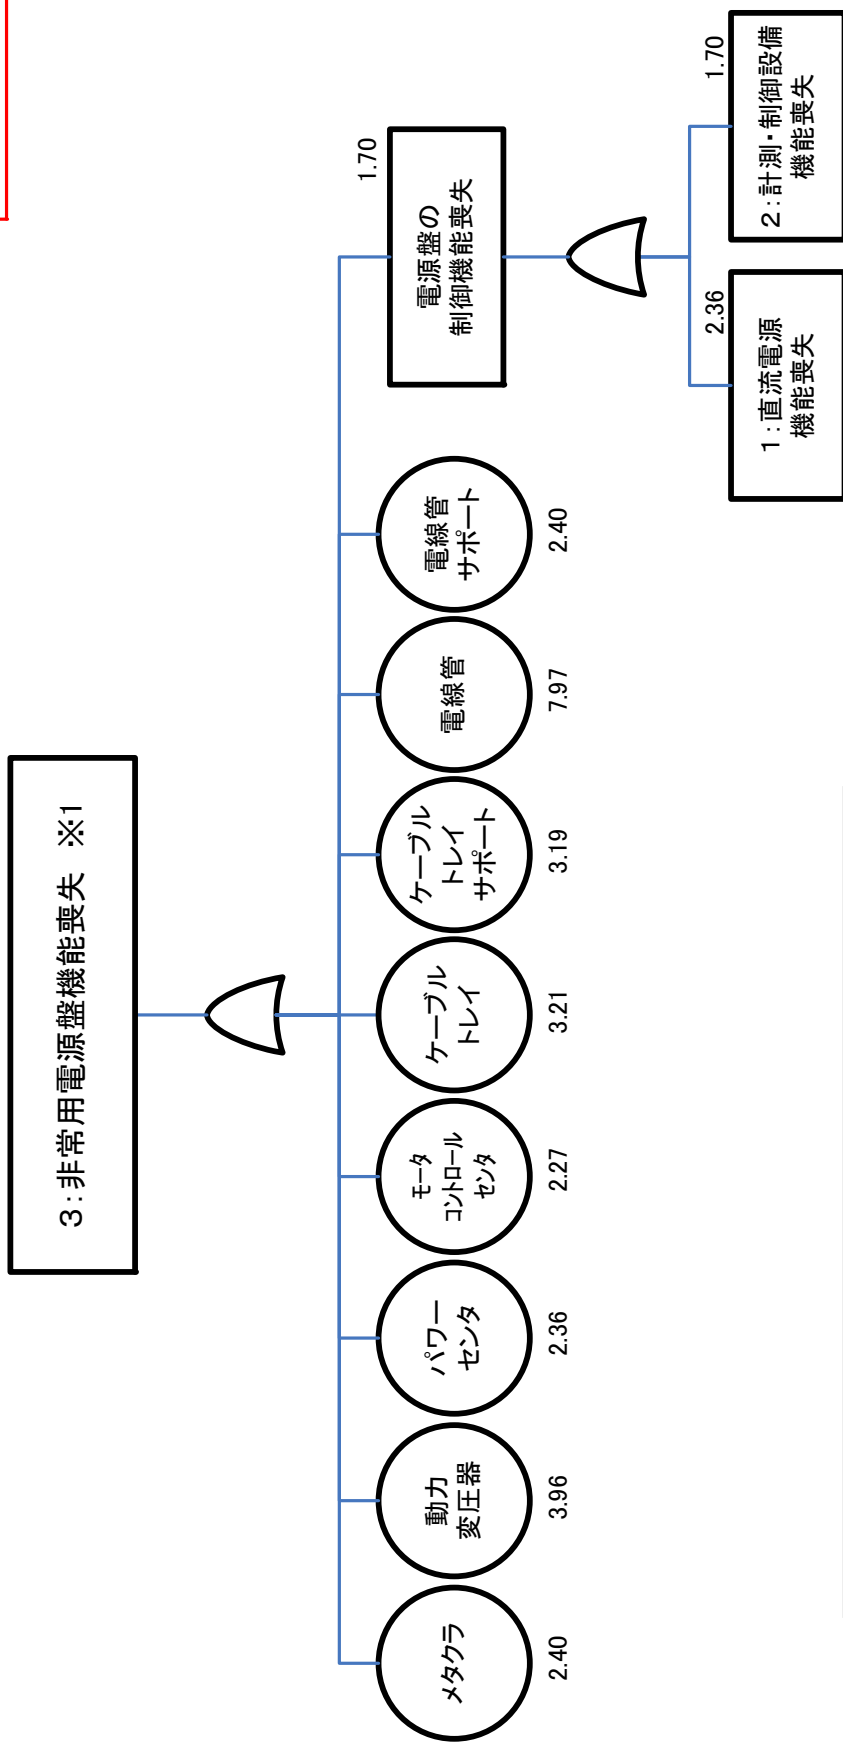 3:非常用電源盤機能喪失 ※1
メタクラ
2.40
動力
変圧器
3.96
パワー
センタ
2.36
モータ
コントロール
センタ
2.27
ケーブル
トレイ
3.21
ケーブル
トレイ
サポート
3.19
電線管
7.97
電線管
サポート
2.40
1.70
電源盤の
制御機能喪失
2.36
1:直流電源
機能喪失
1.70
2:計測・制御設備
機能喪失